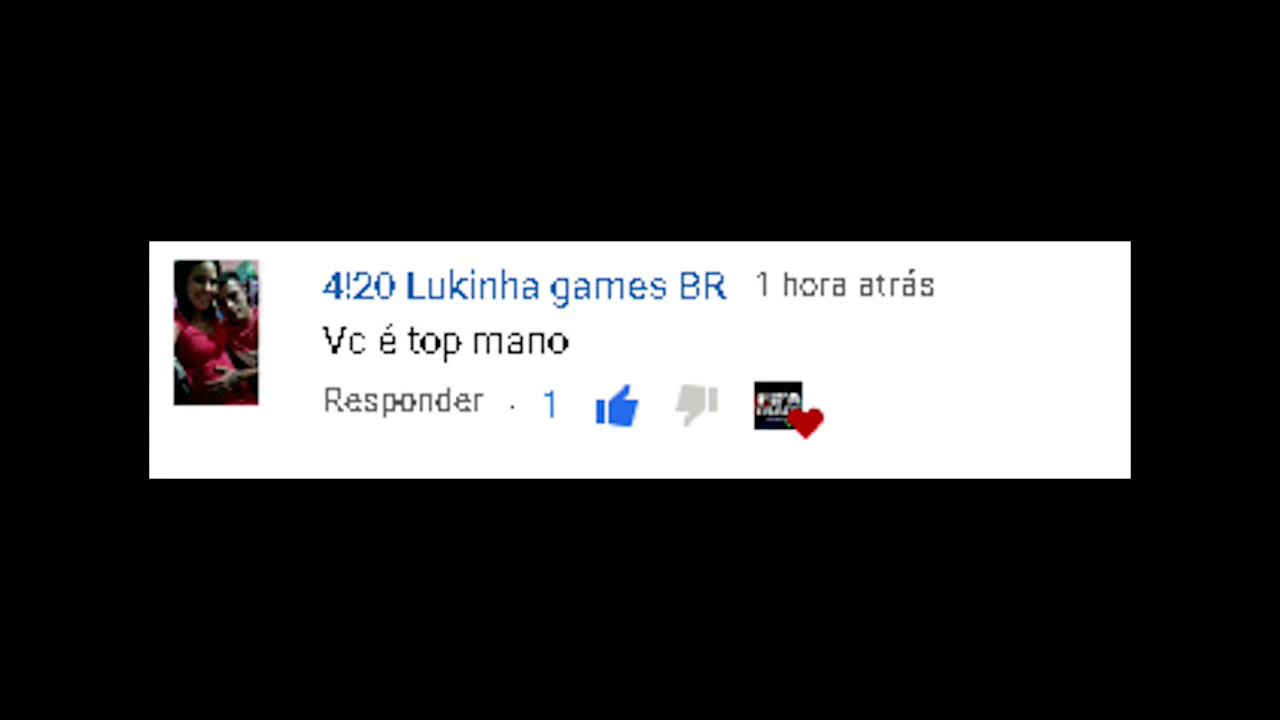 4!20 Lukinha games BR 1 hora atrás
Vc é top mano
Responder · 1